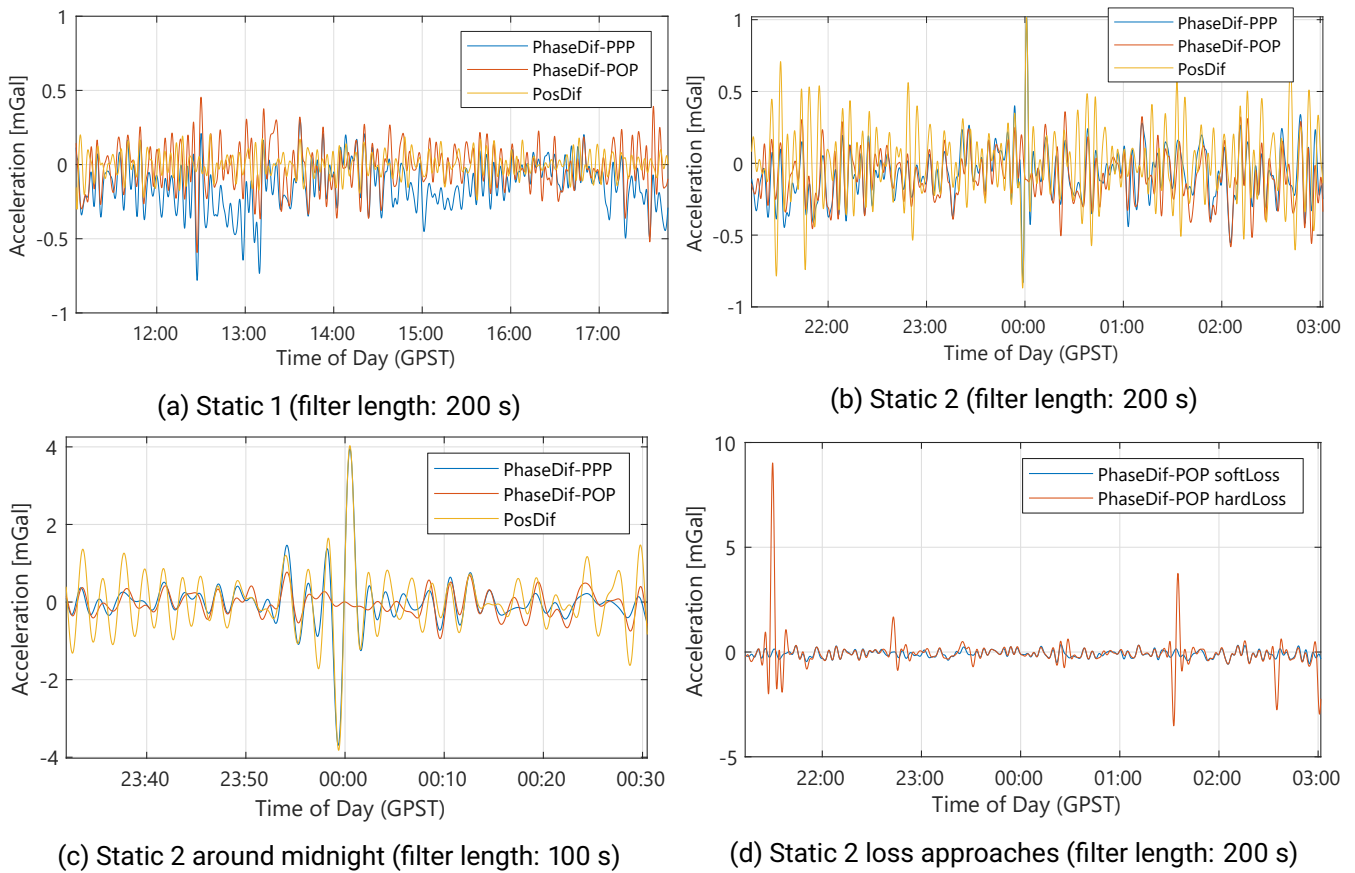 1
0.5
0
-0.5
-1
Acceleration [mGal]
PhaseDif-PPP
PhaseDif-POP
PosDif
12:00 13:00 14:00 15:00 16:00 17:00
Time of Day (GPST)
(a) Static 1 (filter length: 200 s)
1
0.5
0
-0.5
-1
Acceleration [mGal]
PhaseDif-PPP
PhaseDif-POP
PosDif
22:00 23:00 00:00 01:00 02:00 03:00
Time of Day (GPST)
(b) Static 2 (filter length: 200 s)
4
2
0
-2
-4
Acceleration [mGal]
PhaseDif-PPP
PhaseDif-POP
PosDif
23:40 23:50 00:00 00:10 00:20 00:30
Time of Day (GPST)
(c) Static 2 around midnight (filter length: 100 s)
10
5
0
-5
Acceleration [mGal]
PhaseDif-POP softLoss
PhaseDif-POP hardLoss
22:00 23:00 00:00 01:00 02:00 03:00
Time of Day (GPST)
(d) Static 2 loss approaches (filter length: 200 s)